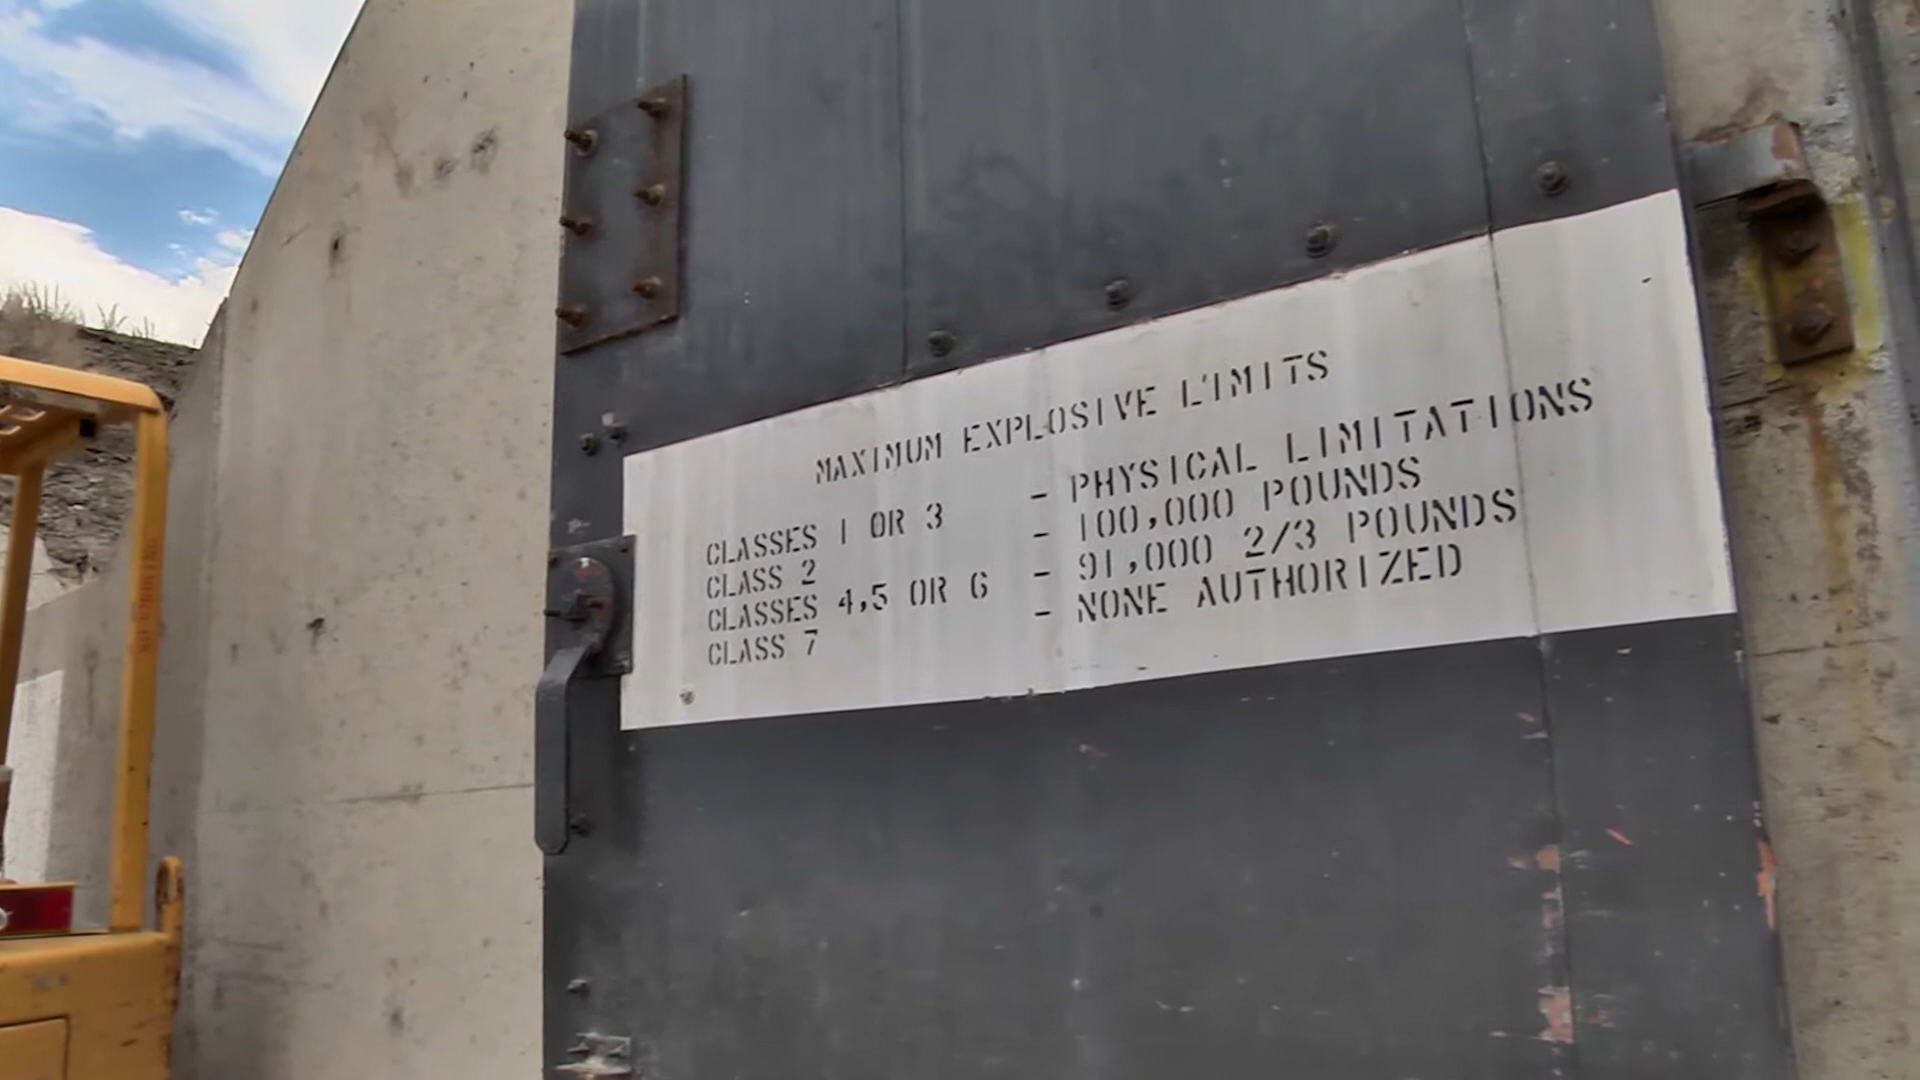 MAXIMUM EXPLOSIVE LIMITS
CLASSES 1 OR 3 - PHYSICAL LIMITATIONS
CLASS 2 - 100,000 POUNDS
CLASSES 4,5 OR 6 - 91,000 2/3 POUNDS
CLASS 7 - NONE AUTHORIZED